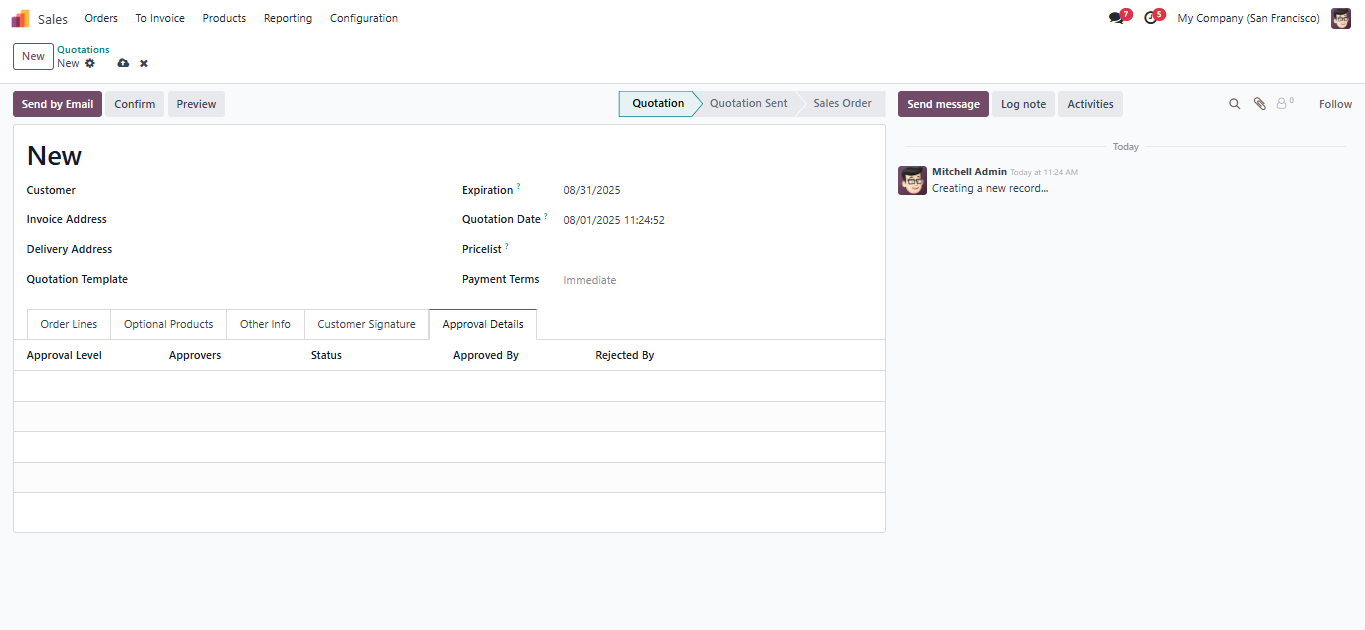 Sales Orders To Invoice Products Reporting Configuration 7 5 My Company (San Francisco)
New Quotations
New
Send by Email Confirm Preview Quotation Quotation Sent Sales Order Send message Log note Activities 0 Follow
New
Customer
Invoice Address
Delivery Address
Quotation Template
Expiration ? 08/31/2025
Quotation Date ? 08/01/2025 11:24:52
Pricelist ?
Payment Terms Immediate
Order Lines Optional Products Other Info Customer Signature Approval Details
Approval Level Approvers Status Approved By Rejected By
Today
Mitchell Admin Today at 11:24 AM
Creating a new record...